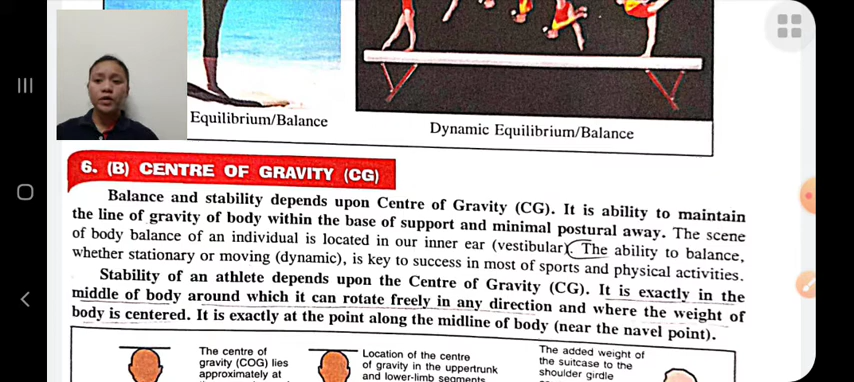 Equilibrium/Balance
Dynamic Equilibrium/Balance
6. (B) CENTRE OF GRAVITY (CG)
Balance and stability depends upon Centre of Gravity (CG). It is ability to maintain
the line of gravity of body within the base of support and minimal postural away. The scene
of body balance of an individual is located in our inner ear (vestibular). The ability to balance,
whether stationary or moving (dynamic), is key to success in most of sports and physical activities.
Stability of an athlete depends upon the Centre of Gravity (CG). It is exactly in the
middle of body around which it can rotate freely in any direction and where the weight of
body is centered. It is exactly at the point along the midline of body (near the navel point).
The centre of
gravity (COG) lies
approximately at
Location of the centre
of gravity in the uppertrunk
and lower-limb segments
The added weight of
the suitcase to the
shoulder girdle